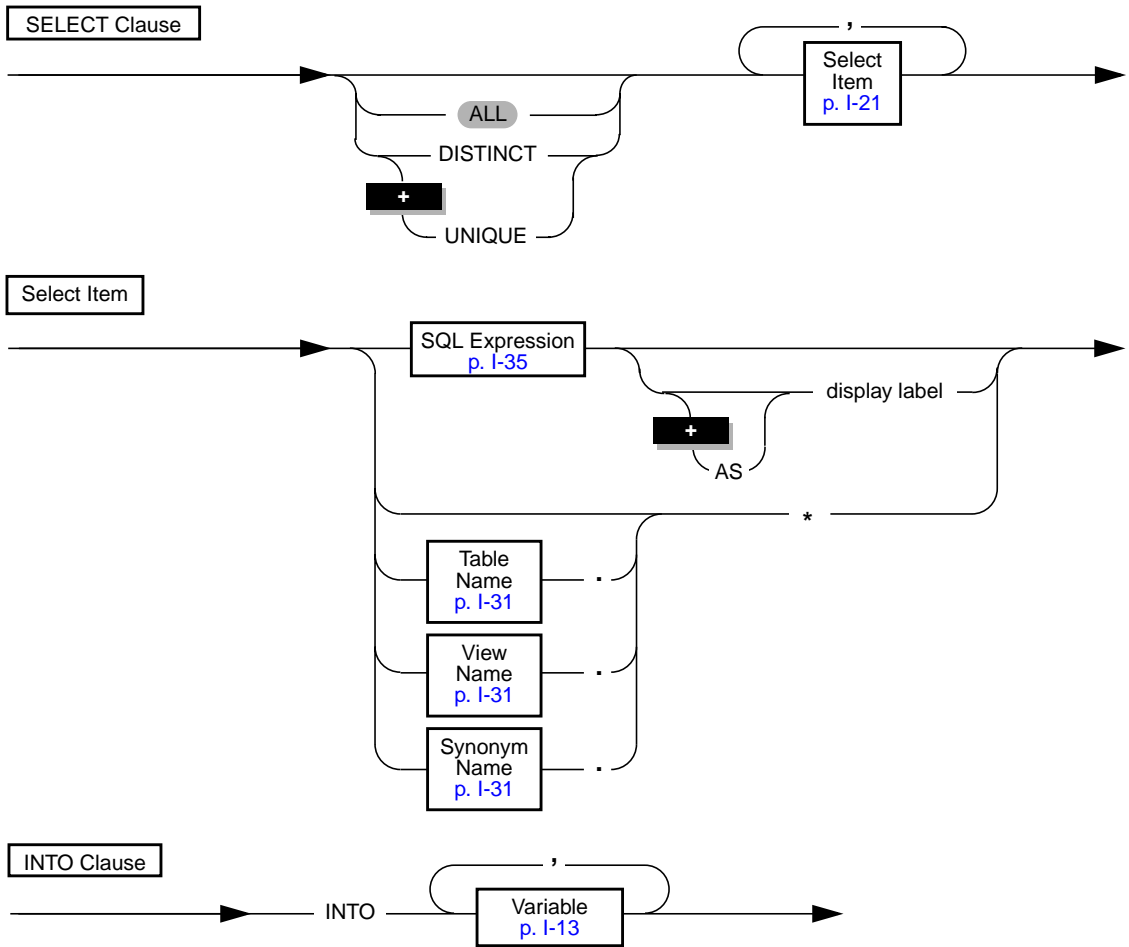 SELECT Clause
,
Select
Item
p. I-21
ALL
DISTINCT
+
UNIQUE
Select Item
SQL Expression
p. I-35
display label
+
AS
*
Table
Name
p. I-31
.
View
Name
p. I-31
.
Synonym
Name
p. I-31
.
INTO Clause
,
INTO
Variable
p. I-13